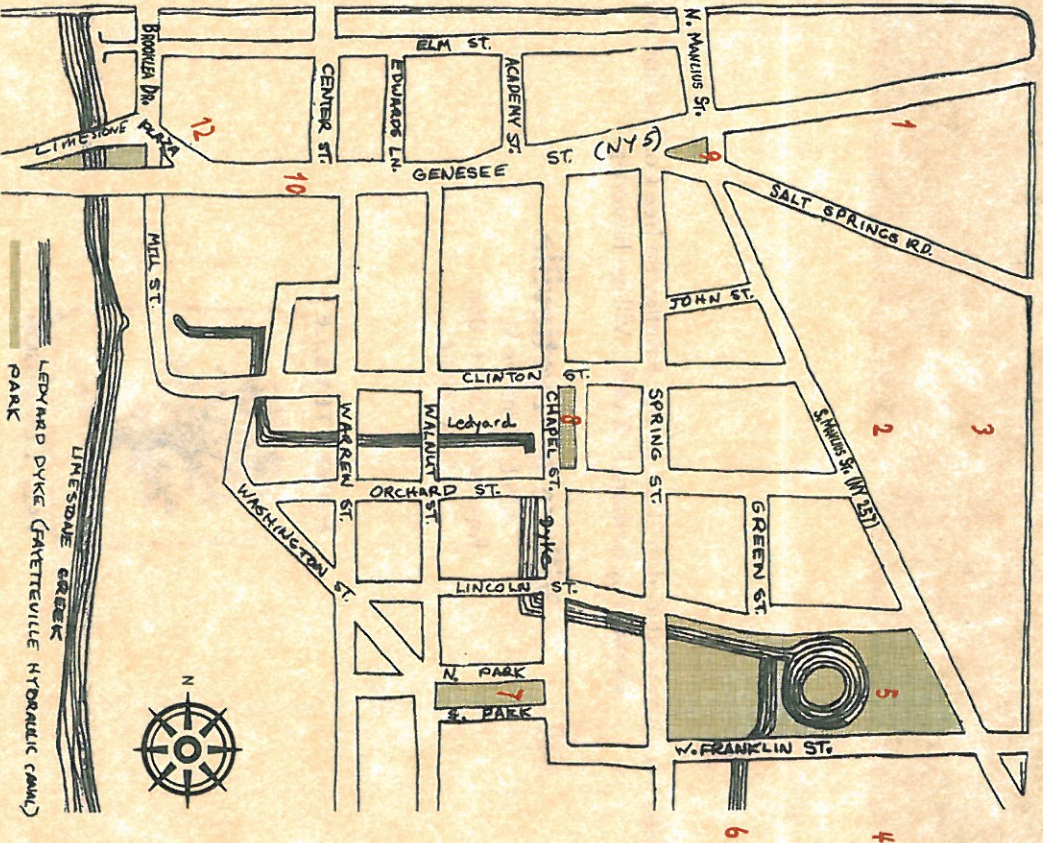 ELM ST.
N. MANLIUS ST.
BROOKLEA DR.
CENTER ST.
EDWARDS LN.
ACADEMY ST.
1
12
LIMESTONE PLAZA
ST. (NY 5)
9
GENESEE
10
SALT SPRINGS RD.
MILL ST.
JOHN ST.
CLINTON ST.
WARREN ST.
WALNUT ST.
Ledyard
CHAPEL ST.
8
SPRING ST.
S. MANLIUS ST. (NY 257)
2
3
ORCHARD ST.
WASHINGTON ST.
DYKE
GREEN ST.
LINCOLN ST.
N. PARK
7
S. PARK
5
W. FRANKLIN ST.
6
4
N
LIMESTONE CREEK
LEDYARD DYKE (FAYETTEVILLE HYDRAULIC CANAL)
PARK